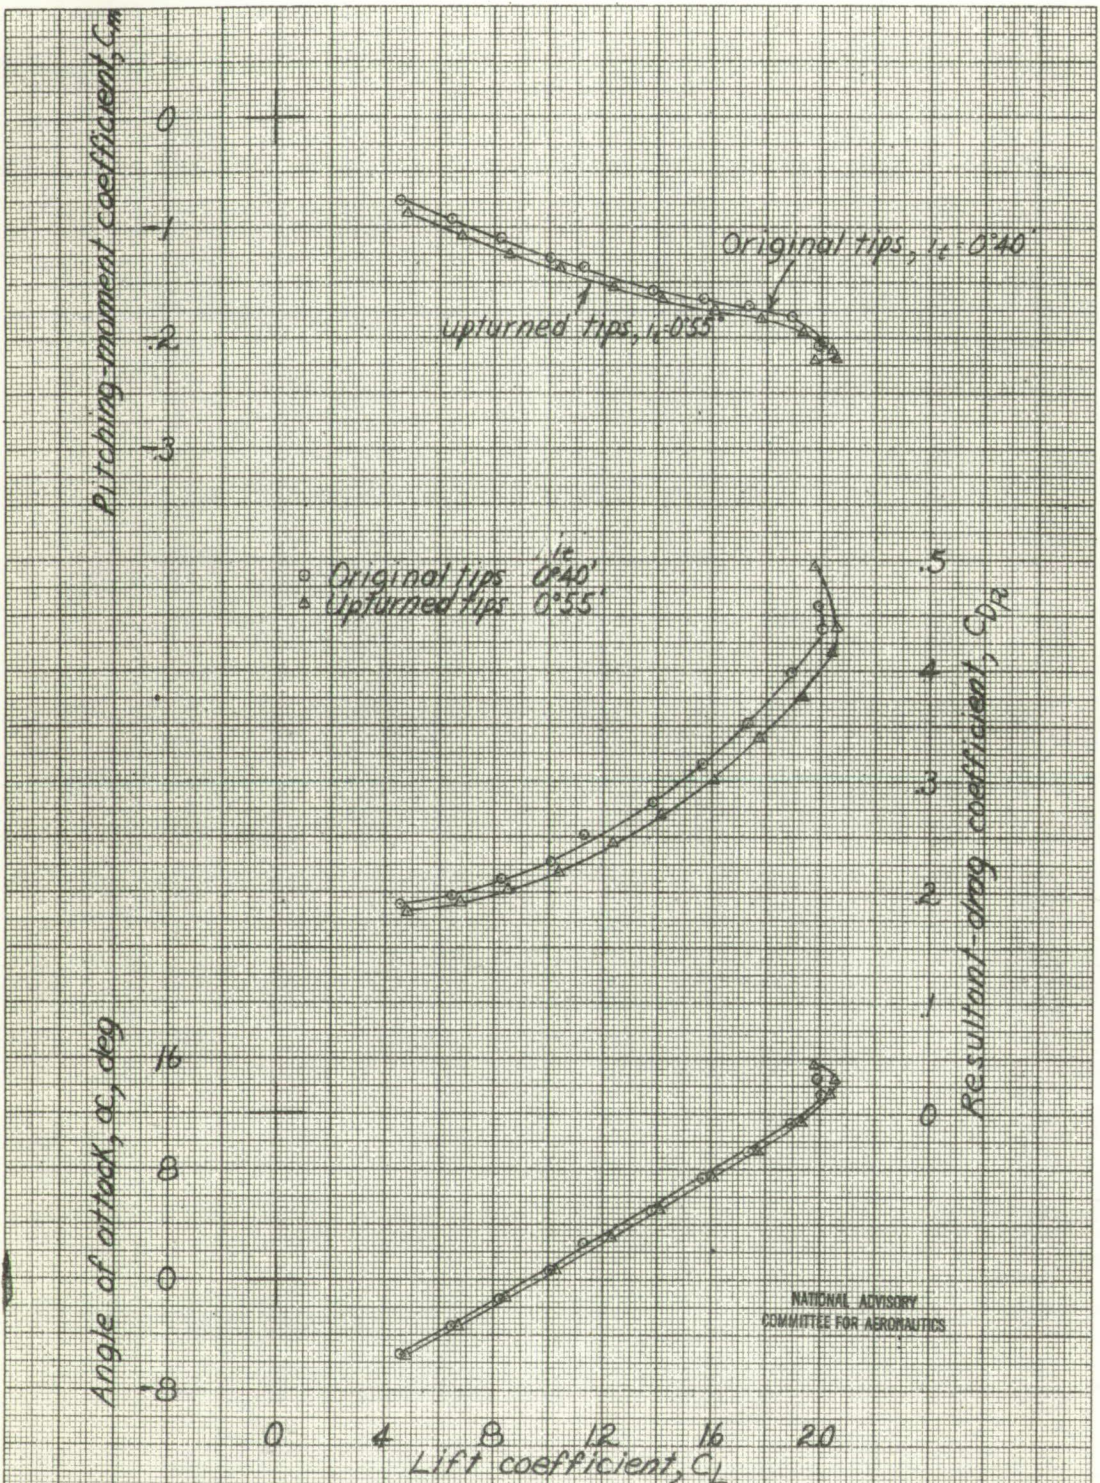 Pitching-moment coefficient, Cm
0
-.1
-.2
-.3
Original tips, it 0°40'
upturned tips, it 0°55'
it
Original tips 0°40'
Upturned tips 0°55'
.5
.4
.3
.2
.1
0
Resultant-drag coefficient, CDR
Angle of attack, α, deg
16
8
0
-8
0
.4
.8
1.2
1.6
2.0
Lift coefficient, CL
NATIONAL ADVISORY
COMMITTEE FOR AERONAUTICS